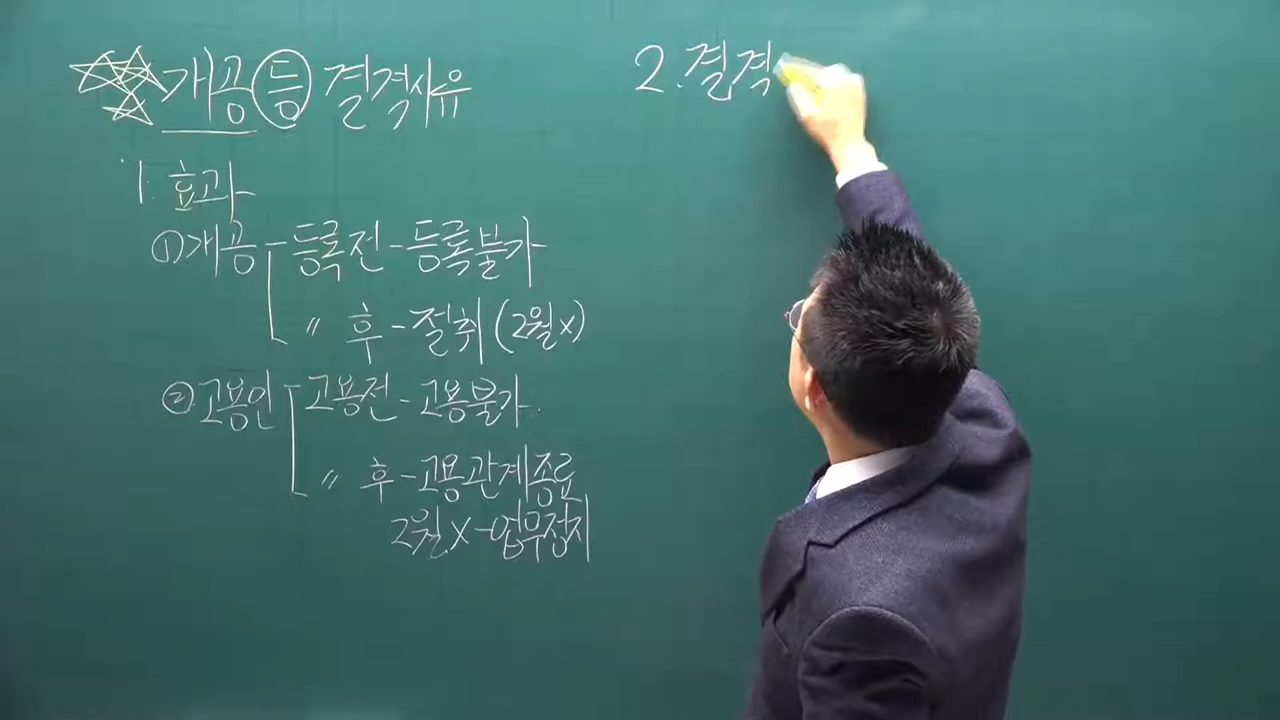 개공등 결격사유
1. 효과
① 개공 - 등록전 - 등록불가
〃 후 - 절취 (2월x)
② 고용인 - 고용전 - 고용불가.
〃 후 - 고용관계종료
2월x - 업무정지
2. 결격